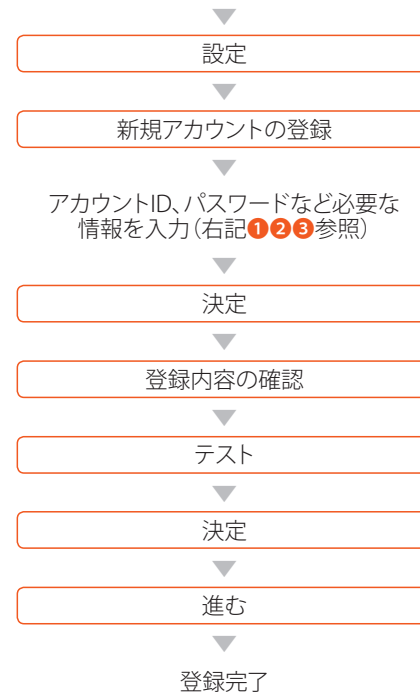 設定
新規アカウントの登録
アカウントID、パスワードなど必要な
情報を入力（右記❶❷❸参照）
決定
登録内容の確認
テスト
決定
進む
登録完了